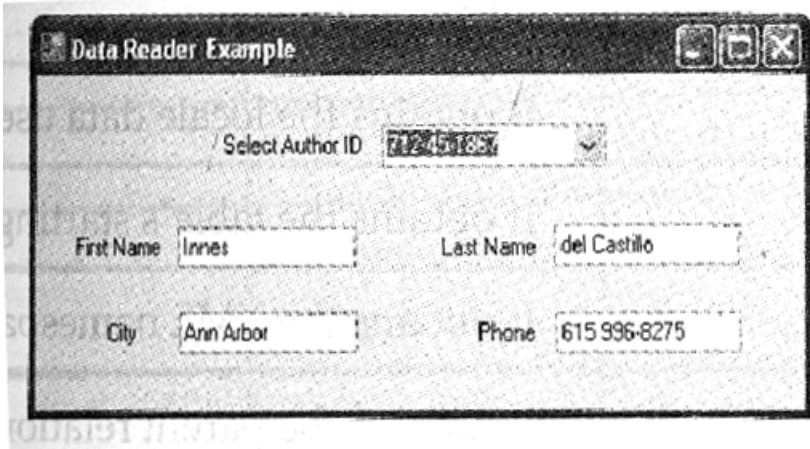 Data Reader Example
Select Author ID
First Name Innes Last Name del Castillo
City Ann Arbor Phone 615 996-8275